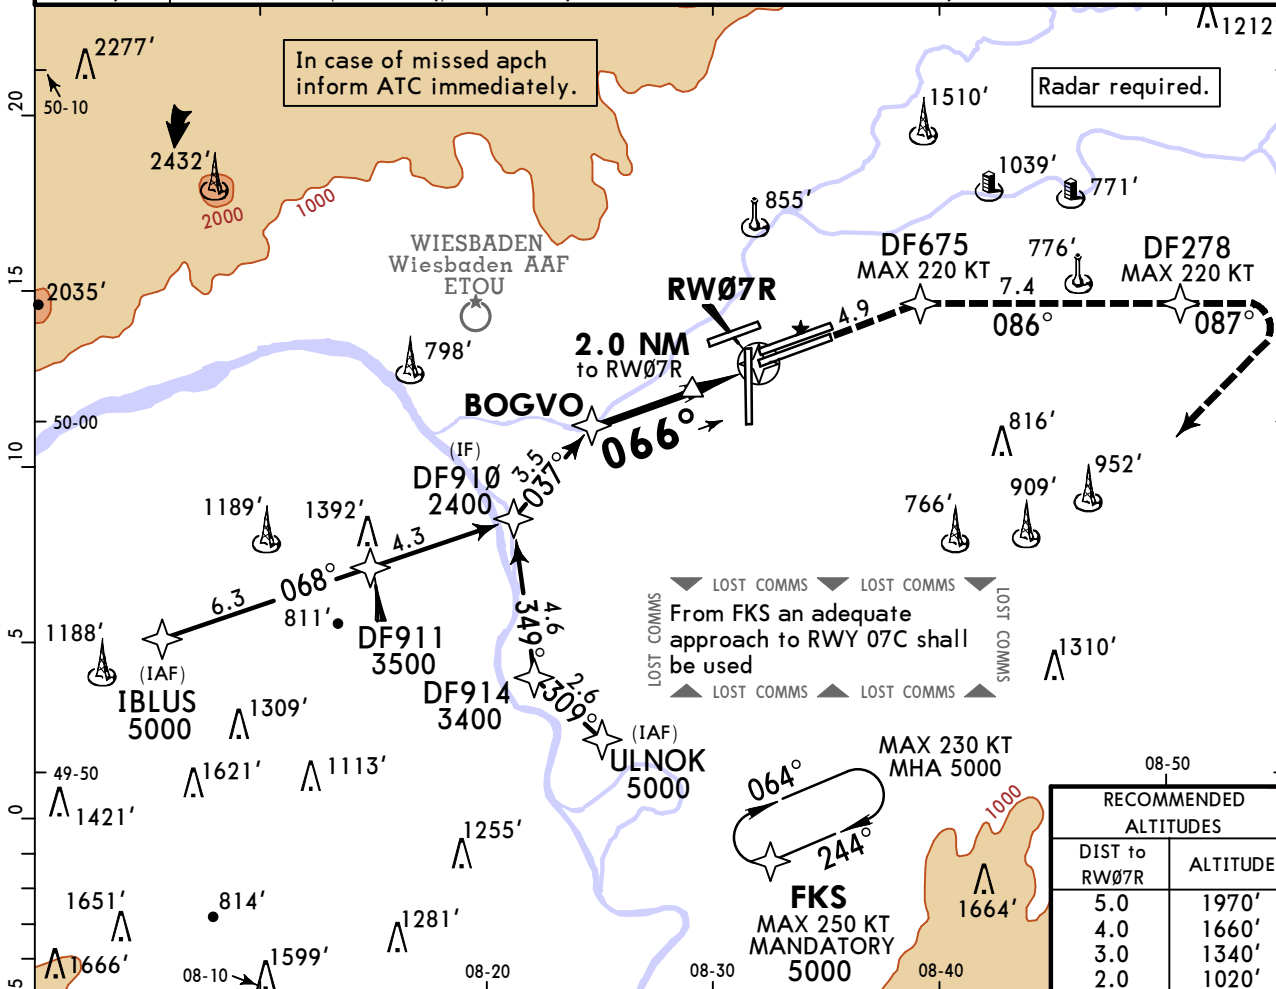 2277'
50-10
In case of missed apch
inform ATC immediately.
Radar required.
1212
20
1510'
2432'
2000
1000
1039'
771'
855'
WIESBADEN
Wiesbaden AAF
ETOU
DF675
MAX 220 KT
776'
DF278
MAX 220 KT
15
2035'
RWØ7R
4.9
7.4
086°
087°
798'
2.0 NM
to RWØ7R
BOGVO
50-00
066°
816'
10
(IF)
DF91Ø
2400
3.5
037°
952'
909'
766'
1189'
1392'
4.3
068°
6.3
811'
DF911
3500
4.6
349°
LOST COMMS LOST COMMS
LOST COMMS
From FKS an adequate
approach to RWY 07C shall
be used
LOST COMMS
LOST COMMS LOST COMMS
5
1188'
(IAF)
IBLUS
5000
DF914
3400
2.6
309°
1310'
1309'
(IAF)
ULNOK
5000
MAX 230 KT
MHA 5000
49-50
1621'
1113'
064°
244°
08-50
1000
0
1421'
1255'
FKS
MAX 250 KT
MANDATORY
5000
1664'
1651'
814'
1281'
1666'
1599'
5
08-10
08-20
08-30
08-40
RECOMMENDED
ALTITUDES
DIST to
RWØ7R
ALTITUDE
5.0 1970'
4.0 1660'
3.0 1340'
2.0 1020'